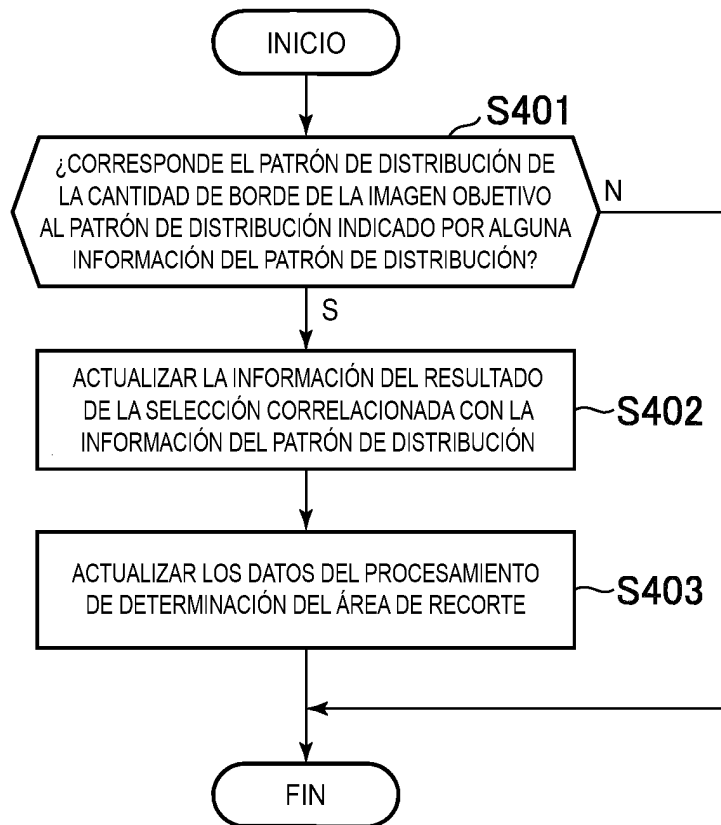 INICIO
S401
¿CORRESPONDE EL PATRÓN DE DISTRIBUCIÓN DE
LA CANTIDAD DE BORDE DE LA IMAGEN OBJETIVO
AL PATRÓN DE DISTRIBUCIÓN INDICADO POR ALGUNA
INFORMACIÓN DEL PATRÓN DE DISTRIBUCIÓN?
N
S
ACTUALIZAR LA INFORMACIÓN DEL RESULTADO
DE LA SELECCIÓN CORRELACIONADA CON LA
INFORMACIÓN DEL PATRÓN DE DISTRIBUCIÓN
S402
ACTUALIZAR LOS DATOS DEL PROCESAMIENTO
DE DETERMINACIÓN DEL ÁREA DE RECORTE
S403
FIN